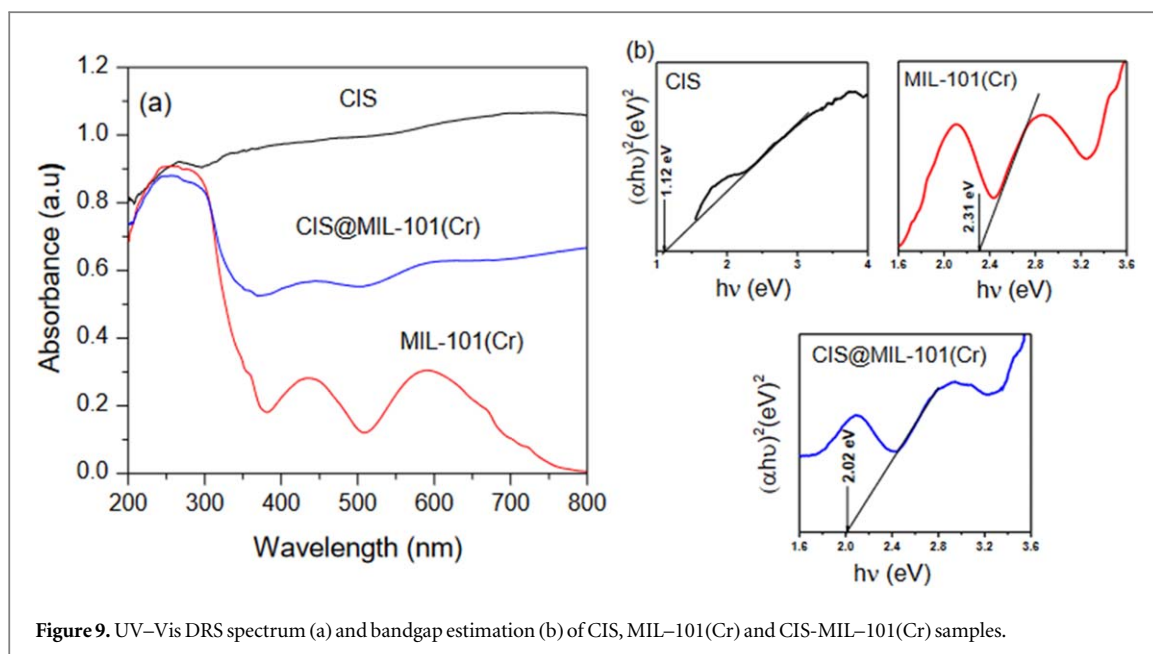 (a)
CIS
CIS@MIL-101(Cr)
MIL-101(Cr)
Absorbance (a.u)
1.2
1.0
0.8
0.6
0.4
0.2
0.0
200 300 400 500 600 700 800
Wavelength (nm)
(b)
CIS
(αhυ)²(eV)²
1.12 eV
1 2 3 4
hν (eV)
MIL-101(Cr)
(αhυ)²(eV)²
2.31 eV
1.6 2.0 2.4 2.8 3.2 3.6
hν (eV)
CIS@MIL-101(Cr)
(αhυ)²(eV)²
2.02 eV
1.6 2.0 2.4 2.8 3.2 3.6
hν (eV)
Figure 9. UV–Vis DRS spectrum (a) and bandgap estimation (b) of CIS, MIL–101(Cr) and CIS-MIL–101(Cr) samples.